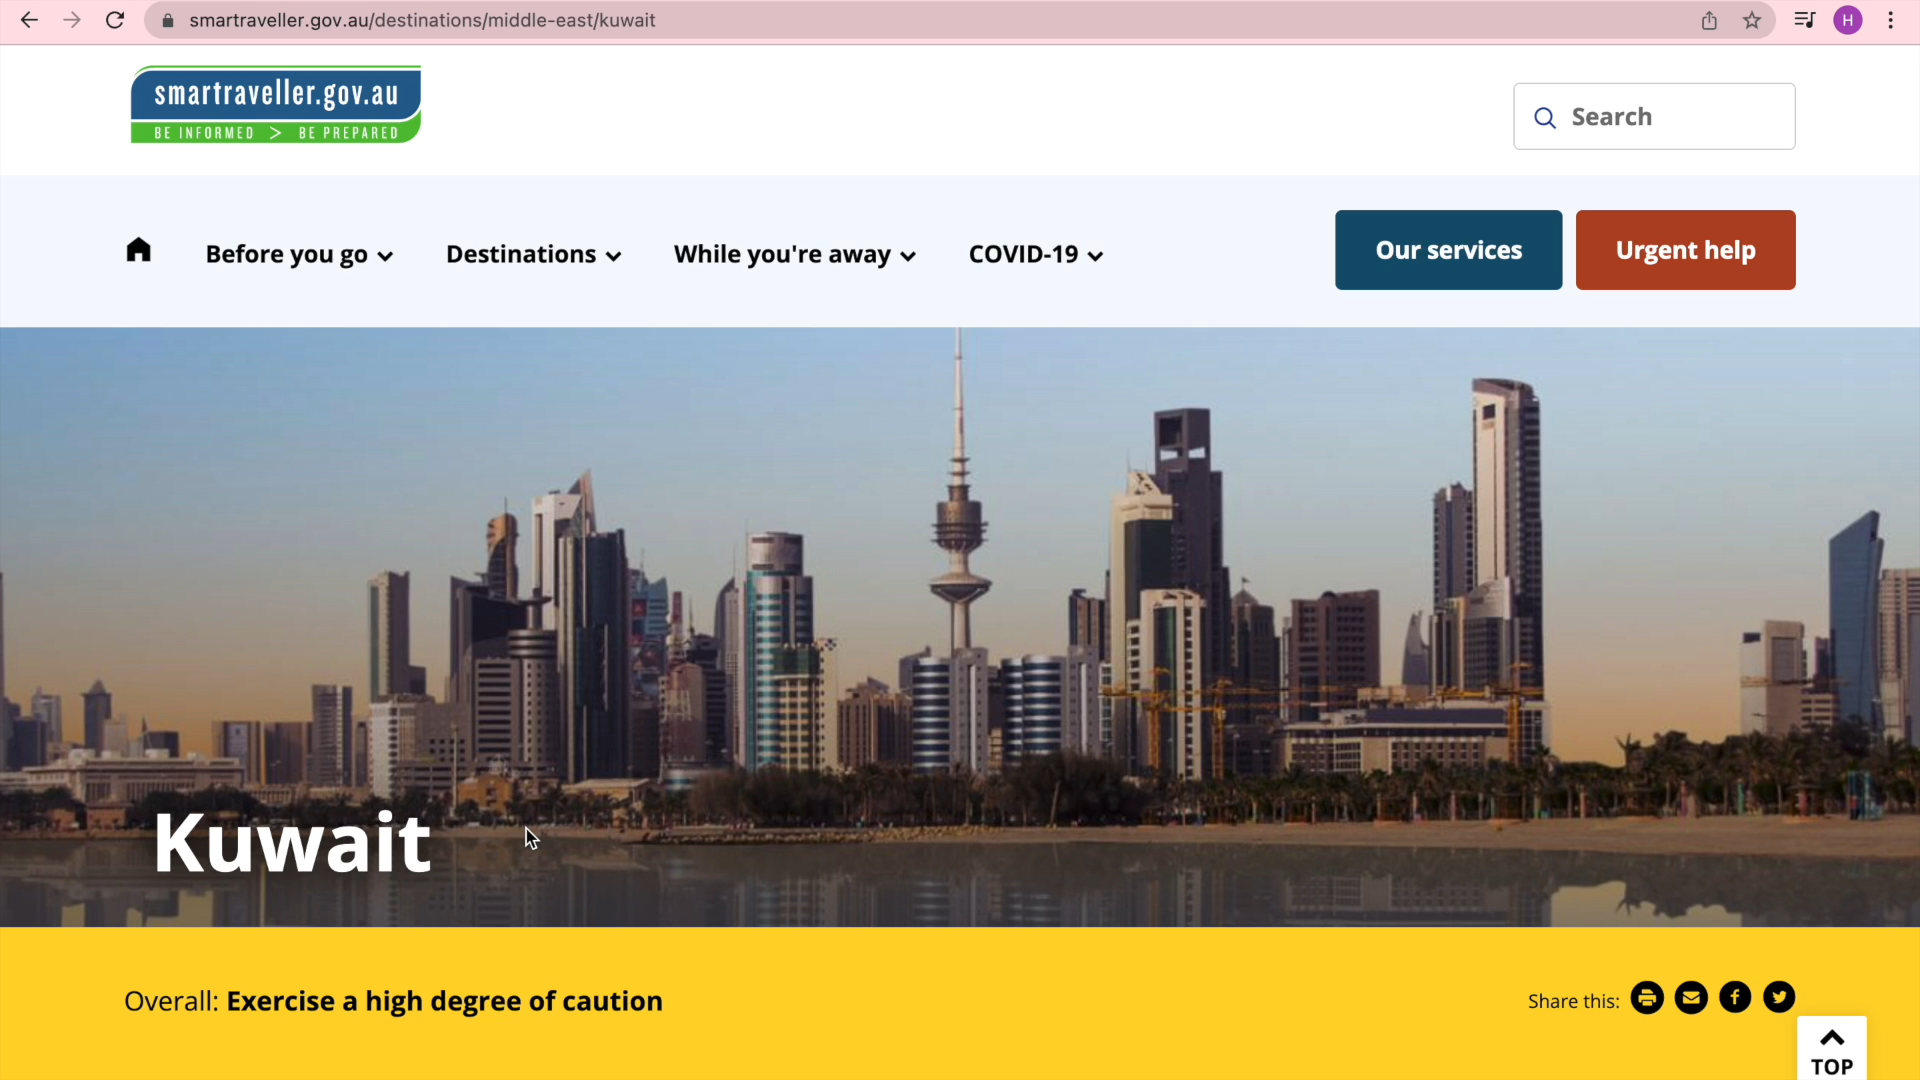 smartraveller.gov.au/destinations/middle-east/kuwait
H
smartraveller.gov.au
BE INFORMED > BE PREPARED
Search
Before you go
Destinations
While you're away
COVID-19
Our services
Urgent help
Kuwait
Overall: Exercise a high degree of caution
Share this:
TOP